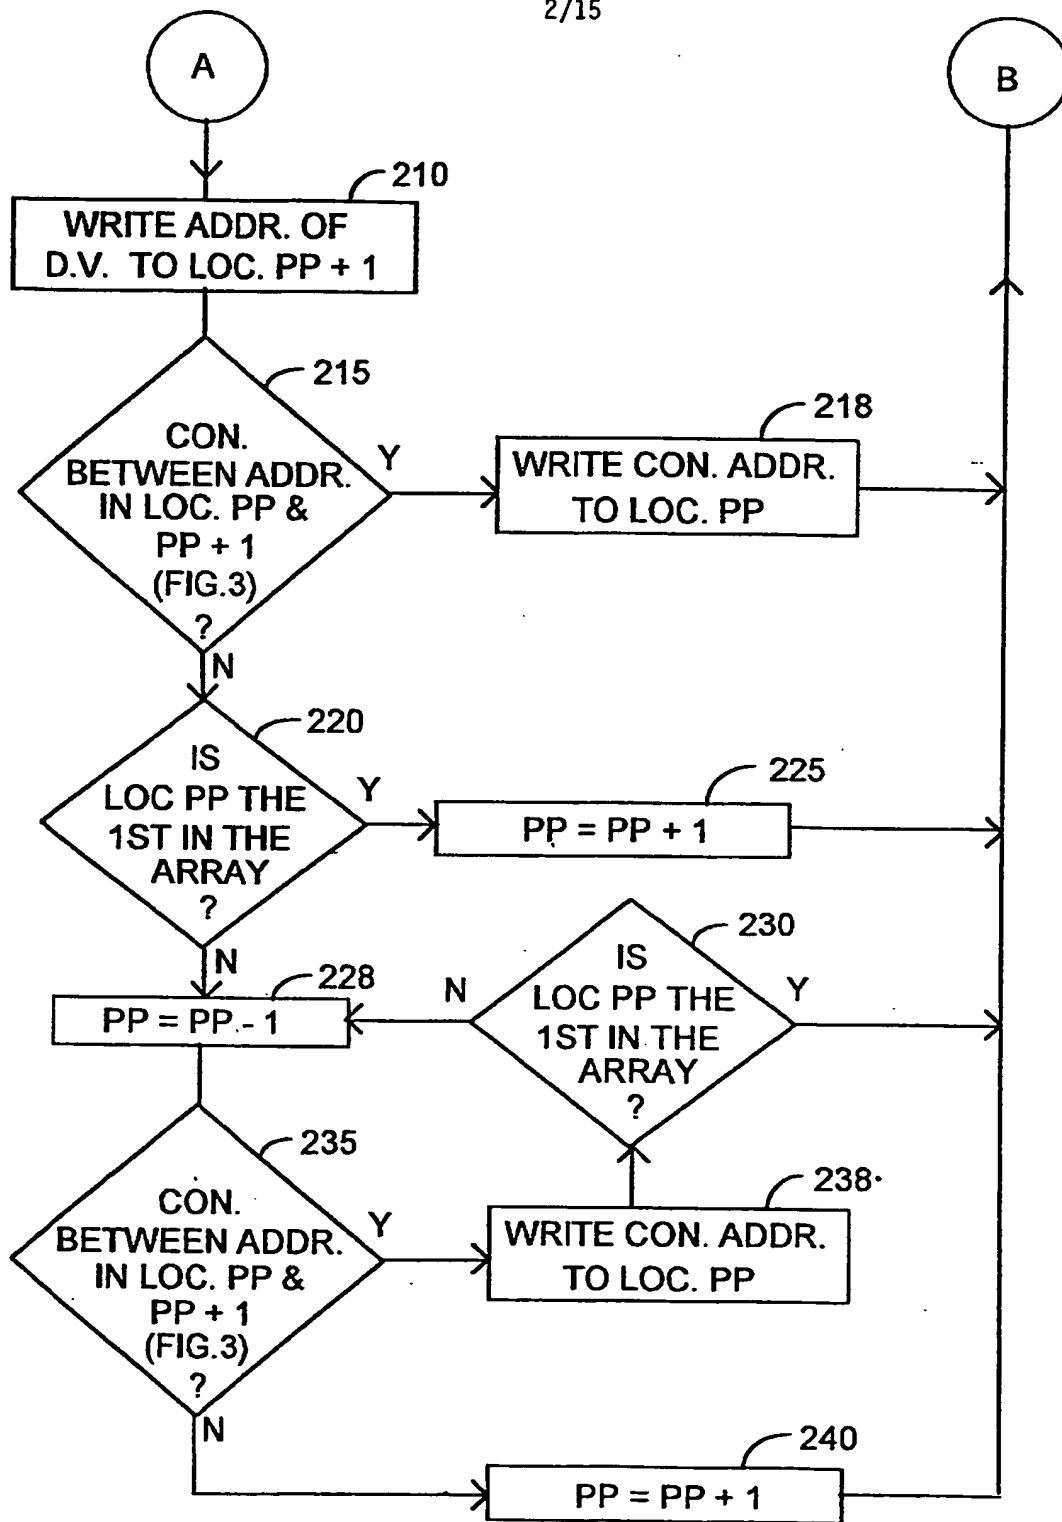 2/15
A
B
210
WRITE ADDR. OF
D.V. TO LOC. PP + 1
215
CON.
BETWEEN ADDR.
IN LOC. PP &
PP + 1
(FIG.3)
?
Y
N
218
WRITE CON. ADDR.
TO LOC. PP
220
IS
LOC PP THE
1ST IN THE
ARRAY
?
Y
N
225
PP = PP + 1
228
PP = PP - 1
230
IS
LOC PP THE
1ST IN THE
ARRAY
?
N
Y
235
CON.
BETWEEN ADDR.
IN LOC. PP &
PP + 1
(FIG.3)
?
Y
N
238
WRITE CON. ADDR.
TO LOC. PP
240
PP = PP + 1